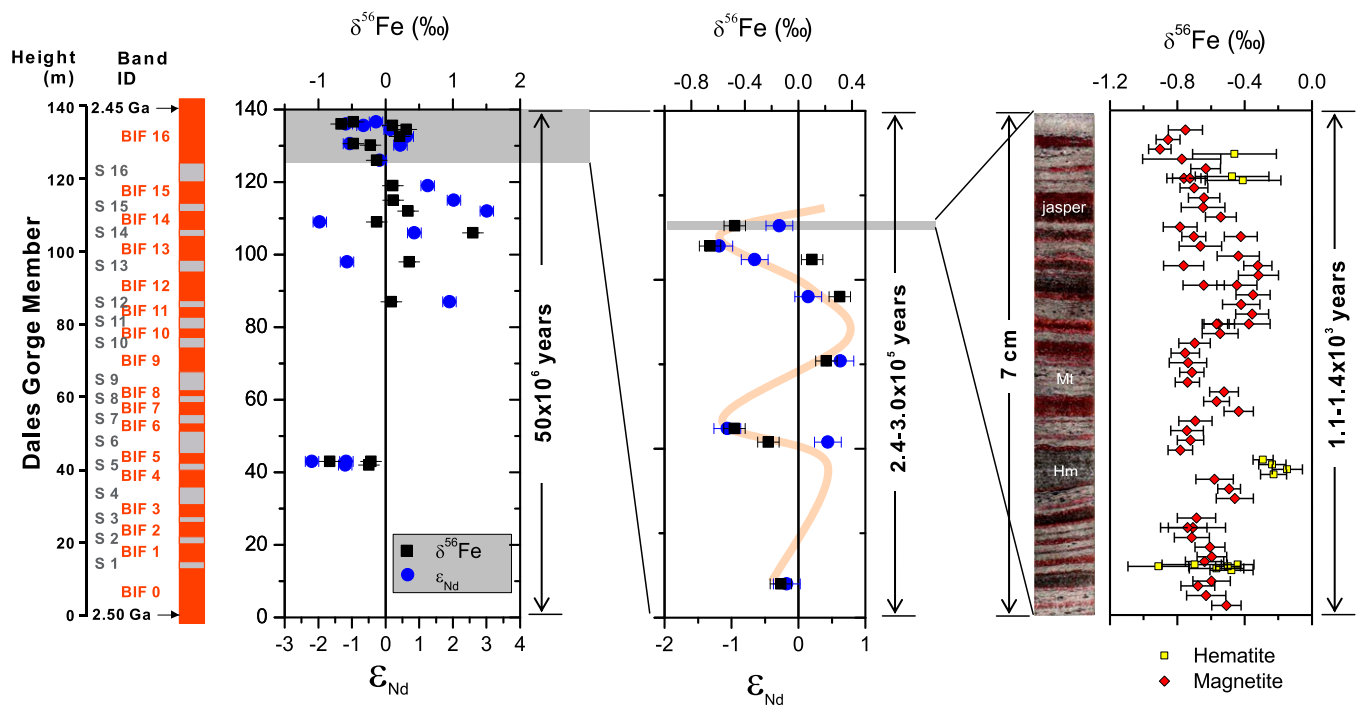 δ⁵⁶Fe (‰)
δ⁵⁶Fe (‰)
δ⁵⁶Fe (‰)
Height (m)
Band ID
-1 0 1 2
-0.8 -0.4 0.0 0.4
-1.2 -0.8 -0.4 0.0
Dales Gorge Member
140
120
100
80
60
40
20
0
2.45 Ga
BIF 16
S 16
BIF 15
S 15
BIF 14
S 14
BIF 13
S 13
BIF 12
S 12
BIF 11
S 11
BIF 10
S 10
BIF 9
S 9
BIF 8
S 8
BIF 7
S 7
BIF 6
S 6
BIF 5
S 5
BIF 4
S 4
BIF 3
S 3
BIF 2
S 2
BIF 1
S 1
BIF 0
2.50 Ga
140
120
100
80
60
40
20
0
δ⁵⁶Fe
εNd
-3 -2 -1 0 1 2 3 4
εNd
50x10⁶ years
-2 -1 0 1
εNd
2.4-3.0x10⁵ years
7 cm
jasper
Mt
Hm
1.1-1.4x10³ years
Hematite
Magnetite